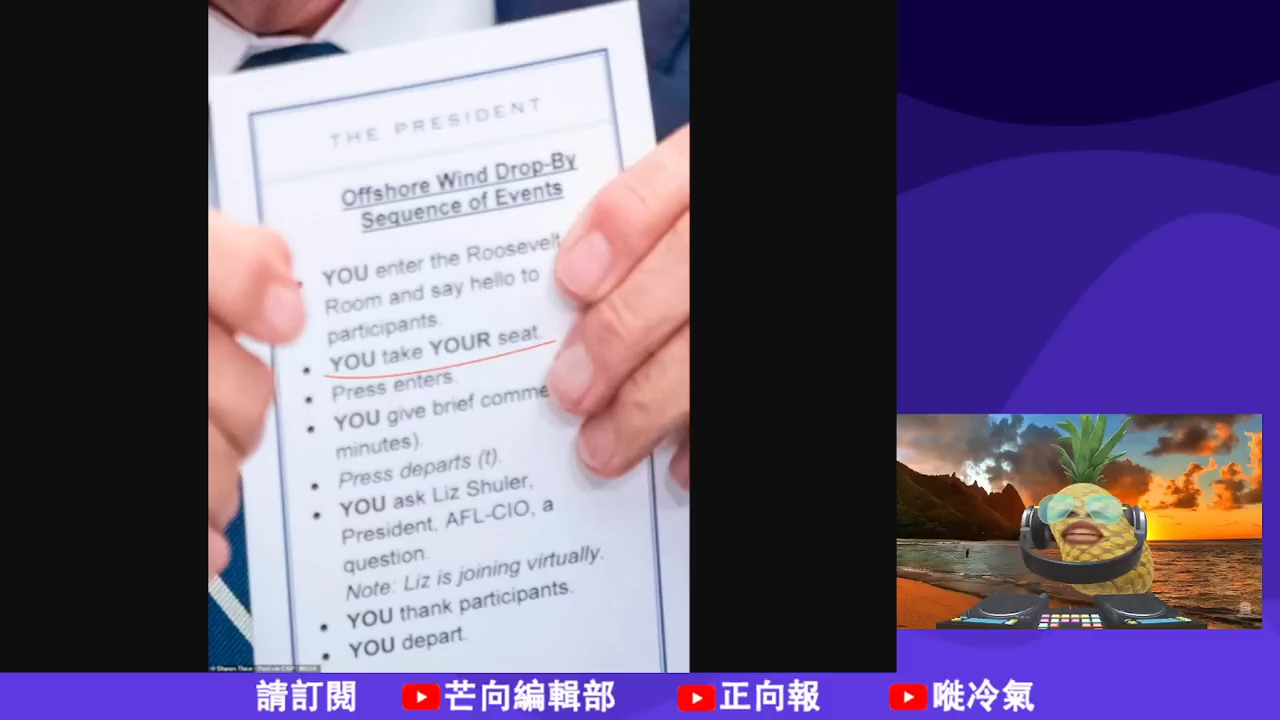 THE PRESIDENT
Offshore Wind Drop-By
Sequence of Events
YOU enter the Roosevelt
Room and say hello to
participants.
YOU take YOUR seat.
Press enters.
YOU give brief comme
minutes).
Press departs (t).
YOU ask Liz Shuler,
President, AFL-CIO, a
question.
Note: Liz is joining virtually.
YOU thank participants.
YOU depart.
請訂閱 芒向編輯部 正向報 嘥冷氣